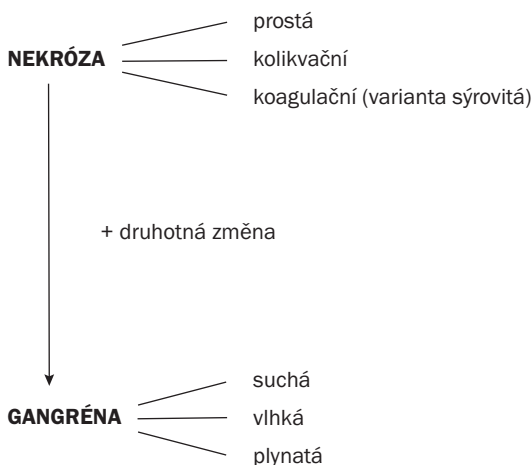 prostá
NEKRÓZA
kolikvační
koagulační (varianta sýrovitá)
+ druhotná změna
suchá
GANGRÉNA
vlhká
plynatá